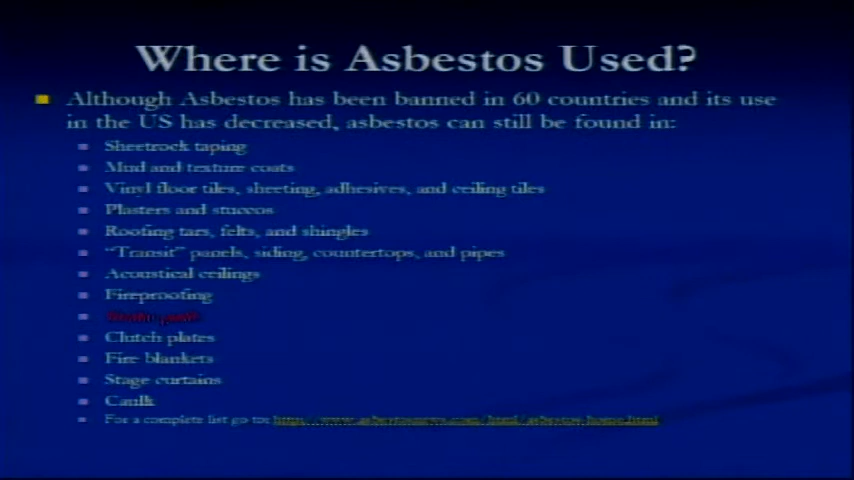 Where is Asbestos Used?
Although Asbestos has been banned in 60 countries and its use
in the US has decreased, asbestos can still be found in:
Sheetrock taping
Mud and texture coats
Vinyl floor tiles, sheeting, adhesives, and ceiling tiles
Plasters and stuccos
Roofing tars, felts, and shingles
“Transit” panels, siding, countertops, and pipes
Acoustical ceilings
Fireproofing
Clutch plates
Fire blankets
Stage curtains
Caulk
For a complete list go to: